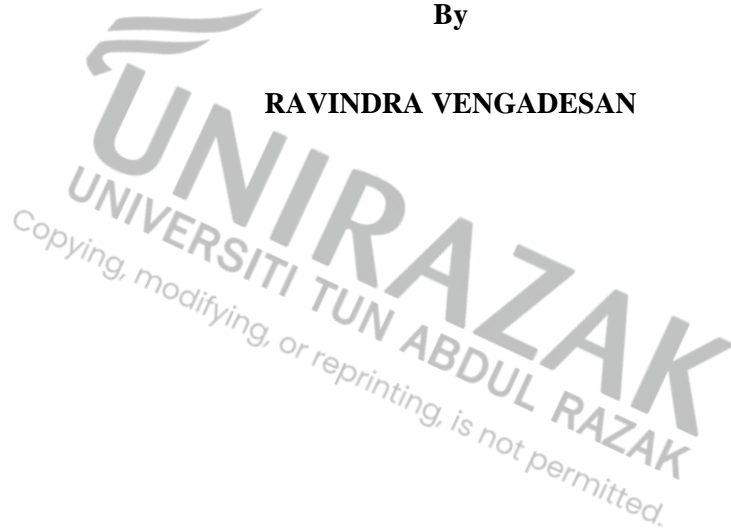 By
RAVINDRA VENGADESAN
UNIRAZAK
UNIVERSITI TUN ABDUL RAZAK
Copying, modifying, or reprinting, is not permitted.